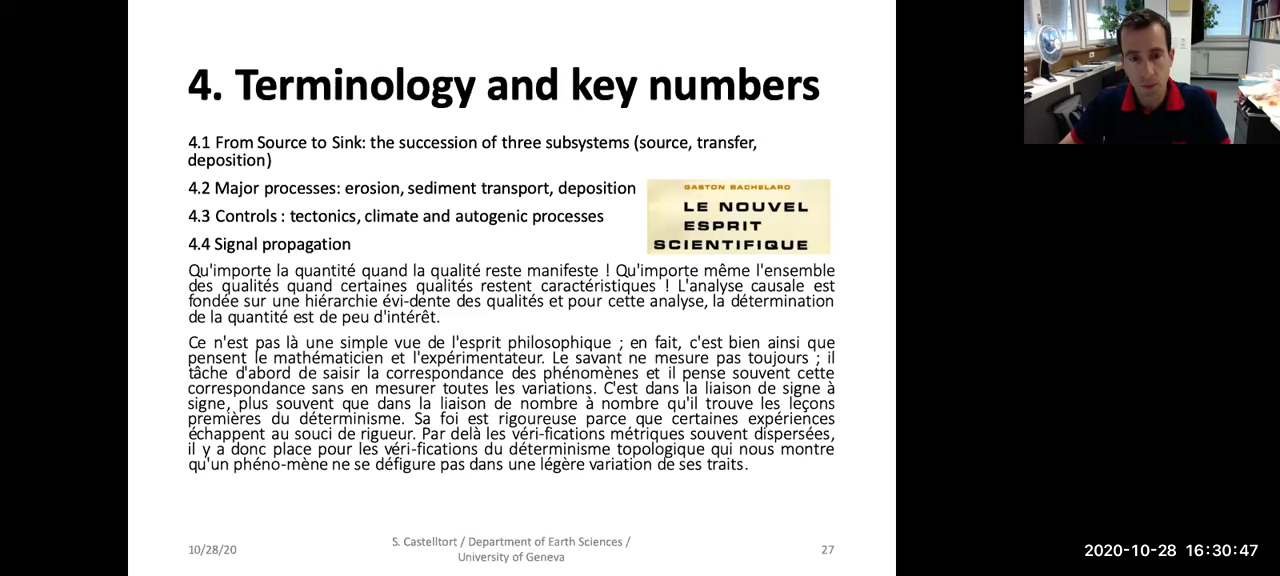 4. Terminology and key numbers
4.1 From Source to Sink: the succession of three subsystems (source, transfer,
deposition)
4.2 Major processes: erosion, sediment transport, deposition
4.3 Controls : tectonics, climate and autogenic processes
4.4 Signal propagation
GASTON BACHELARD
LE NOUVEL
ESPRIT
SCIENTIFIQUE
Qu'importe la quantité quand la qualité reste manifeste ! Qu'importe même l'ensemble
des qualités quand certaines qualités restent caractéristiques ! L'analyse causale est
fondée sur une hiérarchie évi-dente des qualités et pour cette analyse, la détermination
de la quantité est de peu d'intérêt.
Ce n'est pas là une simple vue de l'esprit philosophique ; en fait, c'est bien ainsi que
pensent le mathématicien et l'expérimentateur. Le savant ne mesure pas toujours ; il
tâche d'abord de saisir la correspondance des phénomènes et il pense souvent cette
correspondance sans en mesurer toutes les variations. C'est dans la liaison de signe à
signe, plus souvent que dans la liaison de nombre à nombre qu'il trouve les leçons
premières du déterminisme. Sa foi est rigoureuse parce que certaines expériences
échappent au souci de rigueur. Par delà les véri-fications métriques souvent dispersées,
il y a donc place pour les véri-fications du déterminisme topologique qui nous montre
qu'un phéno-mène ne se défigure pas dans une légère variation de ses traits.
10/28/20
S. Castelltort / Department of Earth Sciences /
University of Geneva
27
2020-10-28 16:30:47